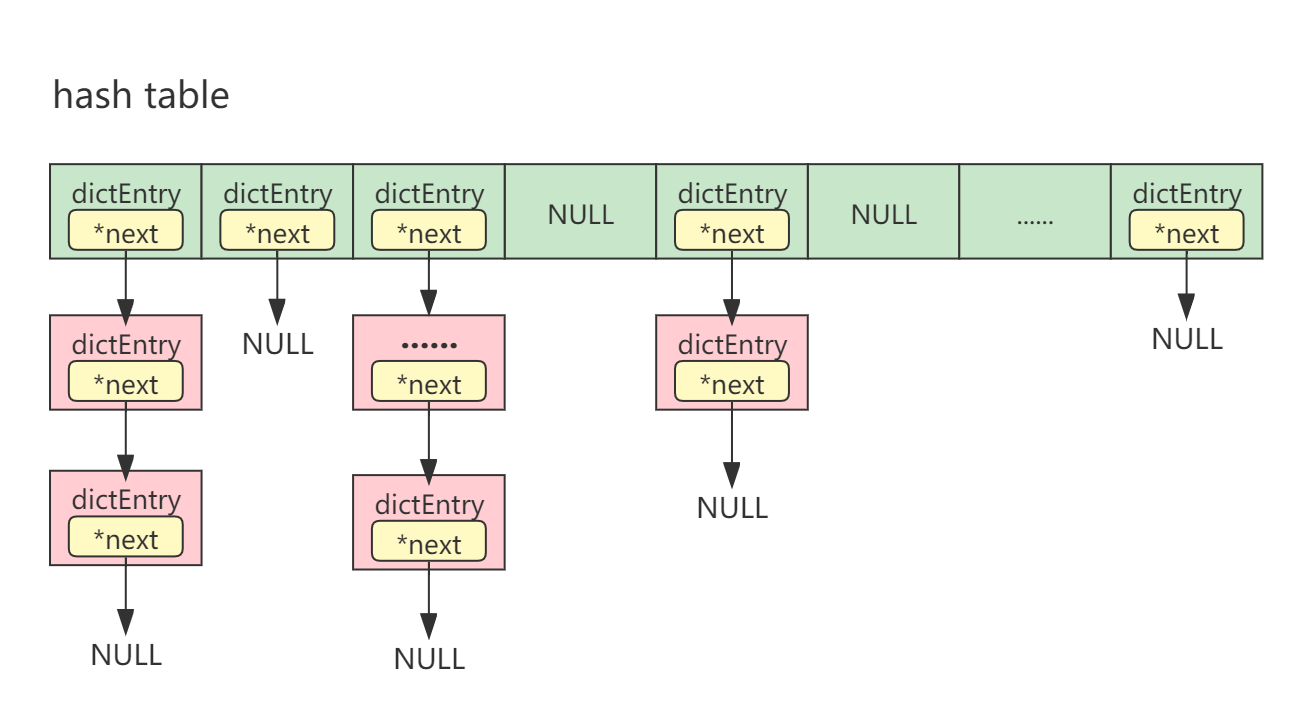 hash table
dictEntry dictEntry dictEntry NULL dictEntry NULL ...... dictEntry
*next *next *next *next *next
dictEntry NULL ...... dictEntry NULL
*next *next *next
dictEntry dictEntry NULL
*next *next
NULL NULL